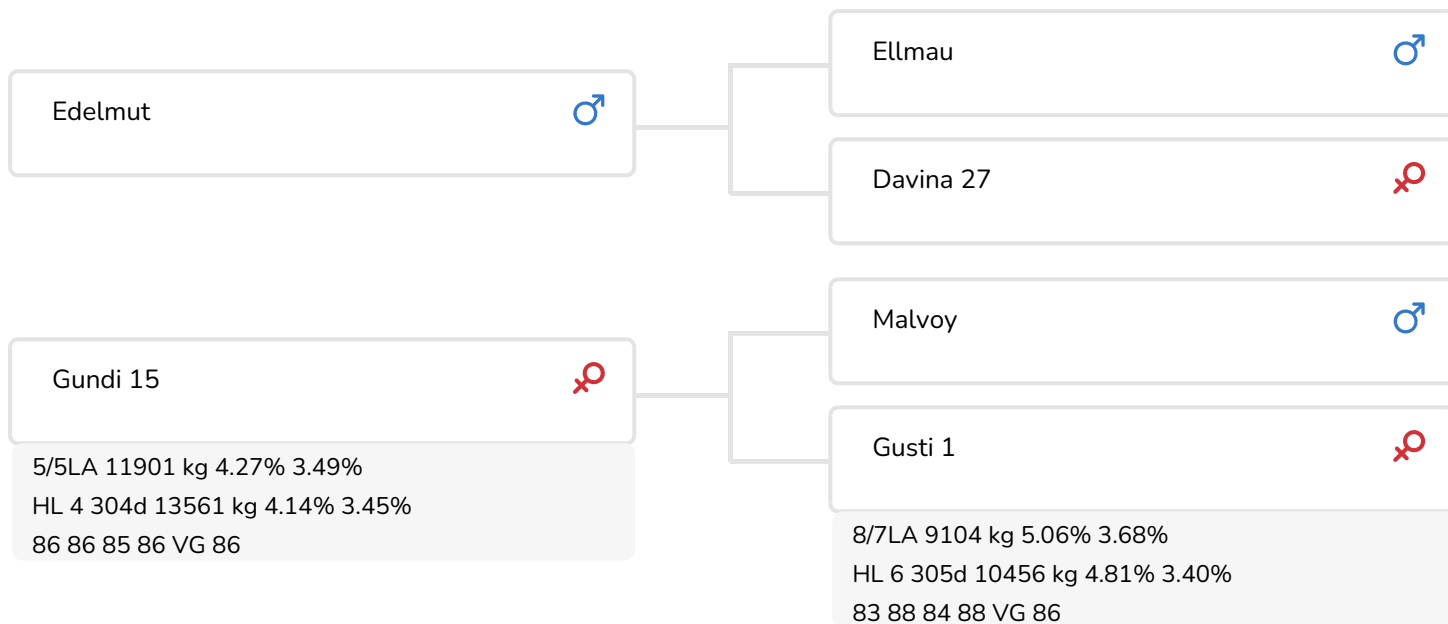 Edelmut
Ellmau
Davina 27
Gundi 15
5/5LA 11901 kg 4.27% 3.49%
HL 4 304d 13561 kg 4.14% 3.45%
86 86 85 86 VG 86
Malvoy
Gusti 1
8/7LA 9104 kg 5.06% 3.68%
HL 6 305d 10456 kg 4.81% 3.40%
83 88 84 88 VG 86